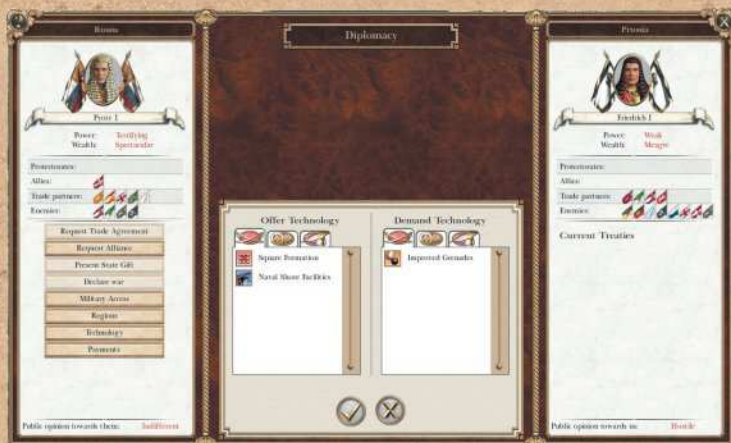 Russia
Diplomacy
Prussia
Pyotr I
Power: Terrifying
Wealth: Spectacular
Protectorates:
Allies:
Trade partners:
Enemies:
Request Trade Agreement
Request Alliance
Present State Gift
Declare war
Military Access
Regions
Technology
Payments
Public opinion towards them: Indifferent
Offer Technology
Square Formation
Naval Shore Facilities
Demand Technology
Improved Grenades
Friedrich I
Power: Weak
Wealth: Meagre
Protectorates:
Allies:
Trade partners:
Enemies:
Current Treaties
Public opinion towards us: Hostile